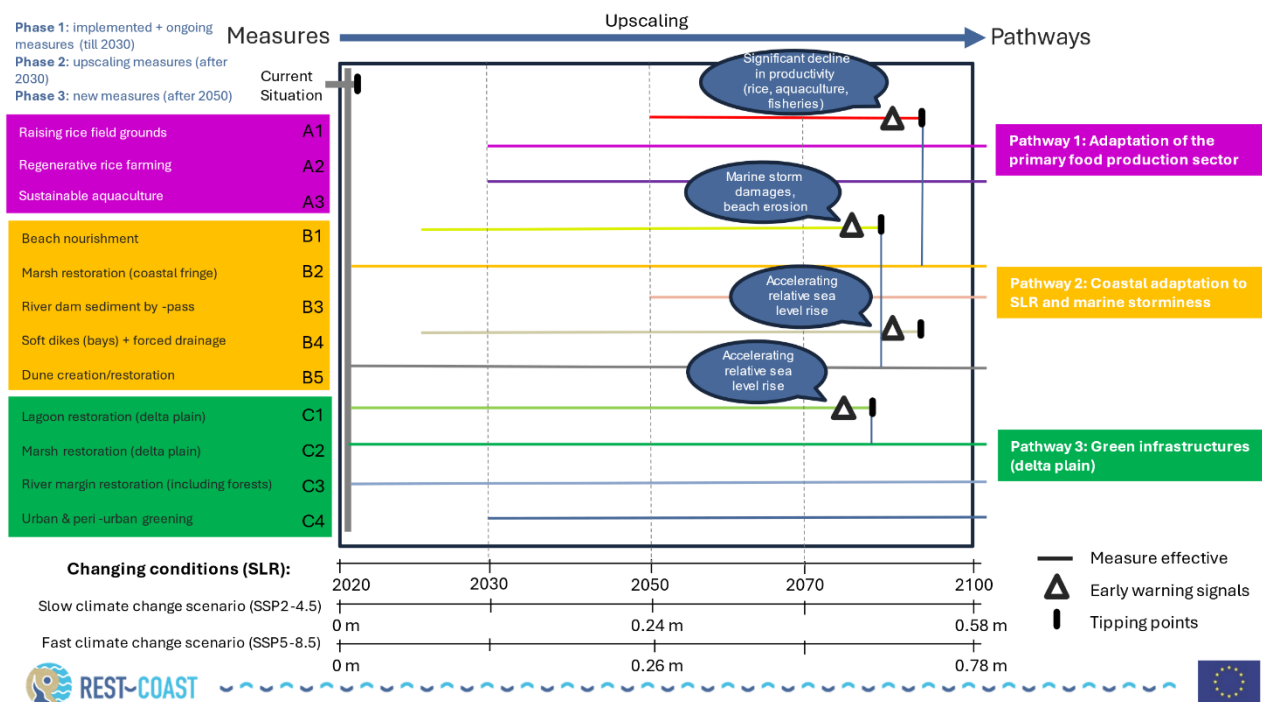 Phase 1: implemented + ongoing
measures (till 2030)
Phase 2: upscaling measures (after
2030)
Phase 3: new measures (after 2050)
Measures
Upscaling
Pathways
Current
Situation
Significant decline
in productivity
(rice, aquaculture,
fisheries)
Raising rice field grounds A1
Regenerative rice farming A2
Sustainable aquaculture A3
Pathway 1: Adaptation of the
primary food production sector
Marine storm
damages,
beach erosion
Beach nourishment B1
Marsh restoration (coastal fringe) B2
River dam sediment by -pass B3
Soft dikes (bays) + forced drainage B4
Dune creation/restoration B5
Accelerating
relative sea
level rise
Pathway 2: Coastal adaptation to
SLR and marine storminess
Accelerating
relative sea
level rise
Lagoon restoration (delta plain) C1
Marsh restoration (delta plain) C2
River margin restoration (including forests) C3
Urban & peri -urban greening C4
Pathway 3: Green infrastructures
(delta plain)
Changing conditions (SLR):
2020 2030 2050 2070 2100
Slow climate change scenario (SSP2-4.5)
0 m 0.24 m 0.58 m
Fast climate change scenario (SSP5-8.5)
0 m 0.26 m 0.78 m
Measure effective
Early warning signals
Tipping points
REST-COAST